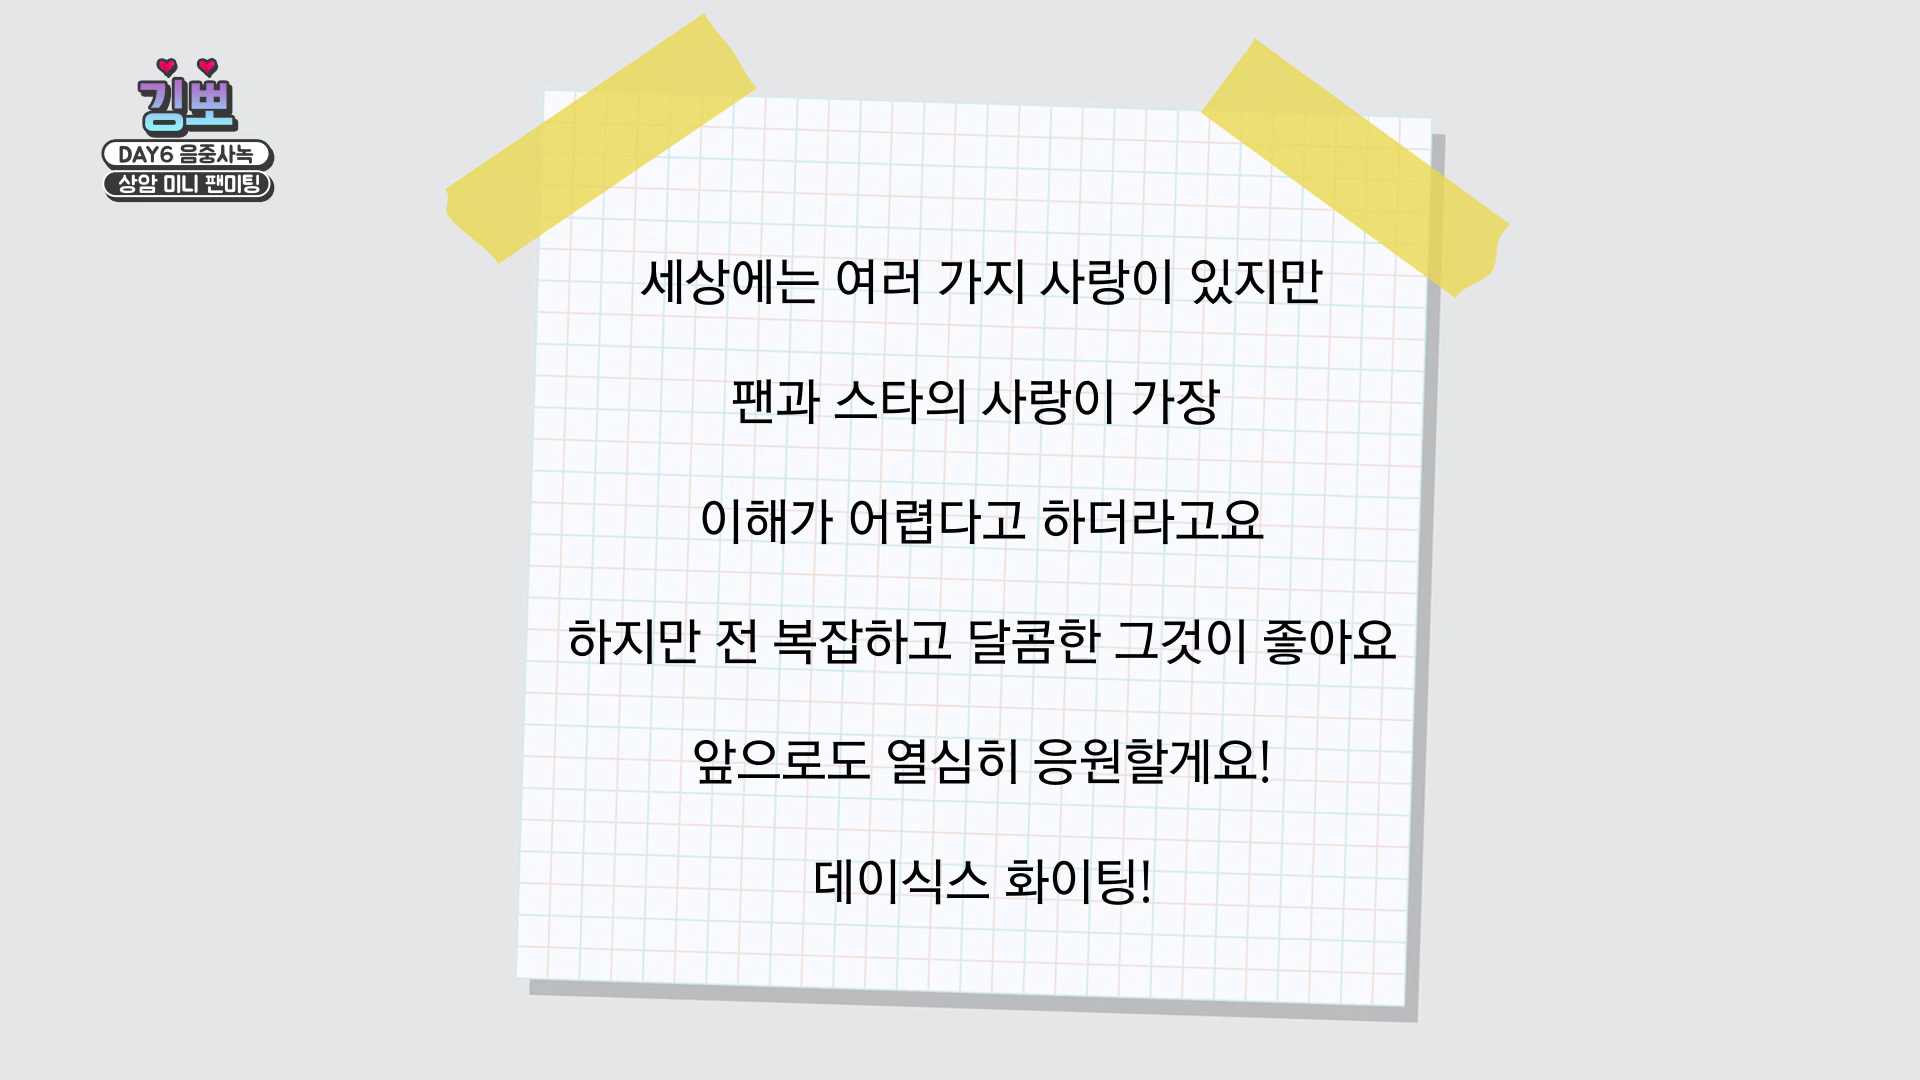 낑뽀
DAY6 음중사녹
상암 미니 팬미팅
세상에는 여러 가지 사랑이 있지만
팬과 스타의 사랑이 가장
이해가 어렵다고 하더라고요
하지만 전 복잡하고 달콤한 그것이 좋아요
앞으로도 열심히 응원할게요!
데이식스 화이팅!